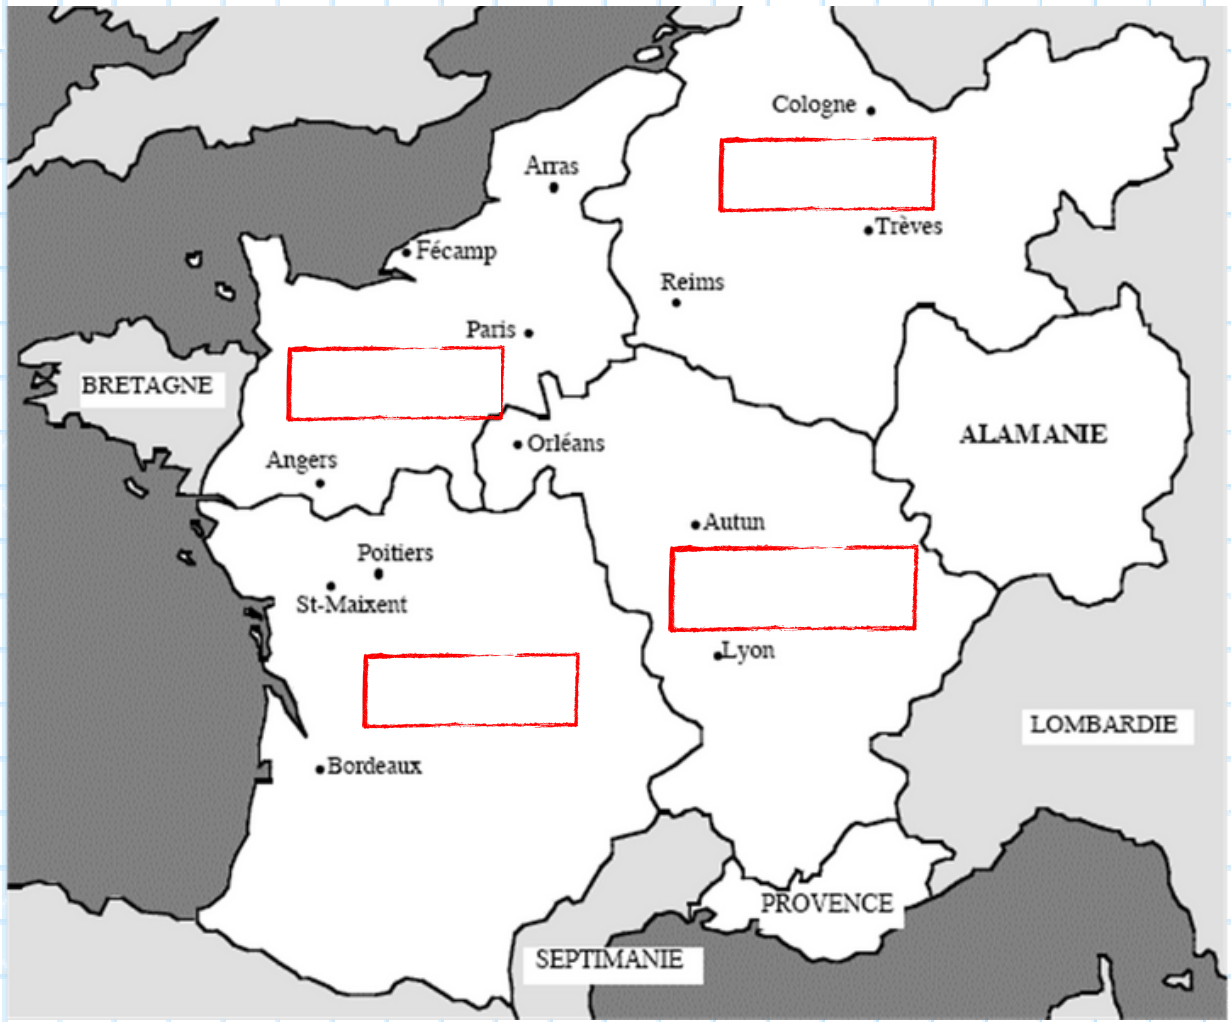 Cologne
Arras
Trèves
Fécamp
Reims
Paris
BRETAGNE
ALAMANIE
Orléans
Angers
Autun
Poitiers
St-Maixent
Lyon
LOMBARDIE
Bordeaux
PROVENCE
SEPTIMANIE